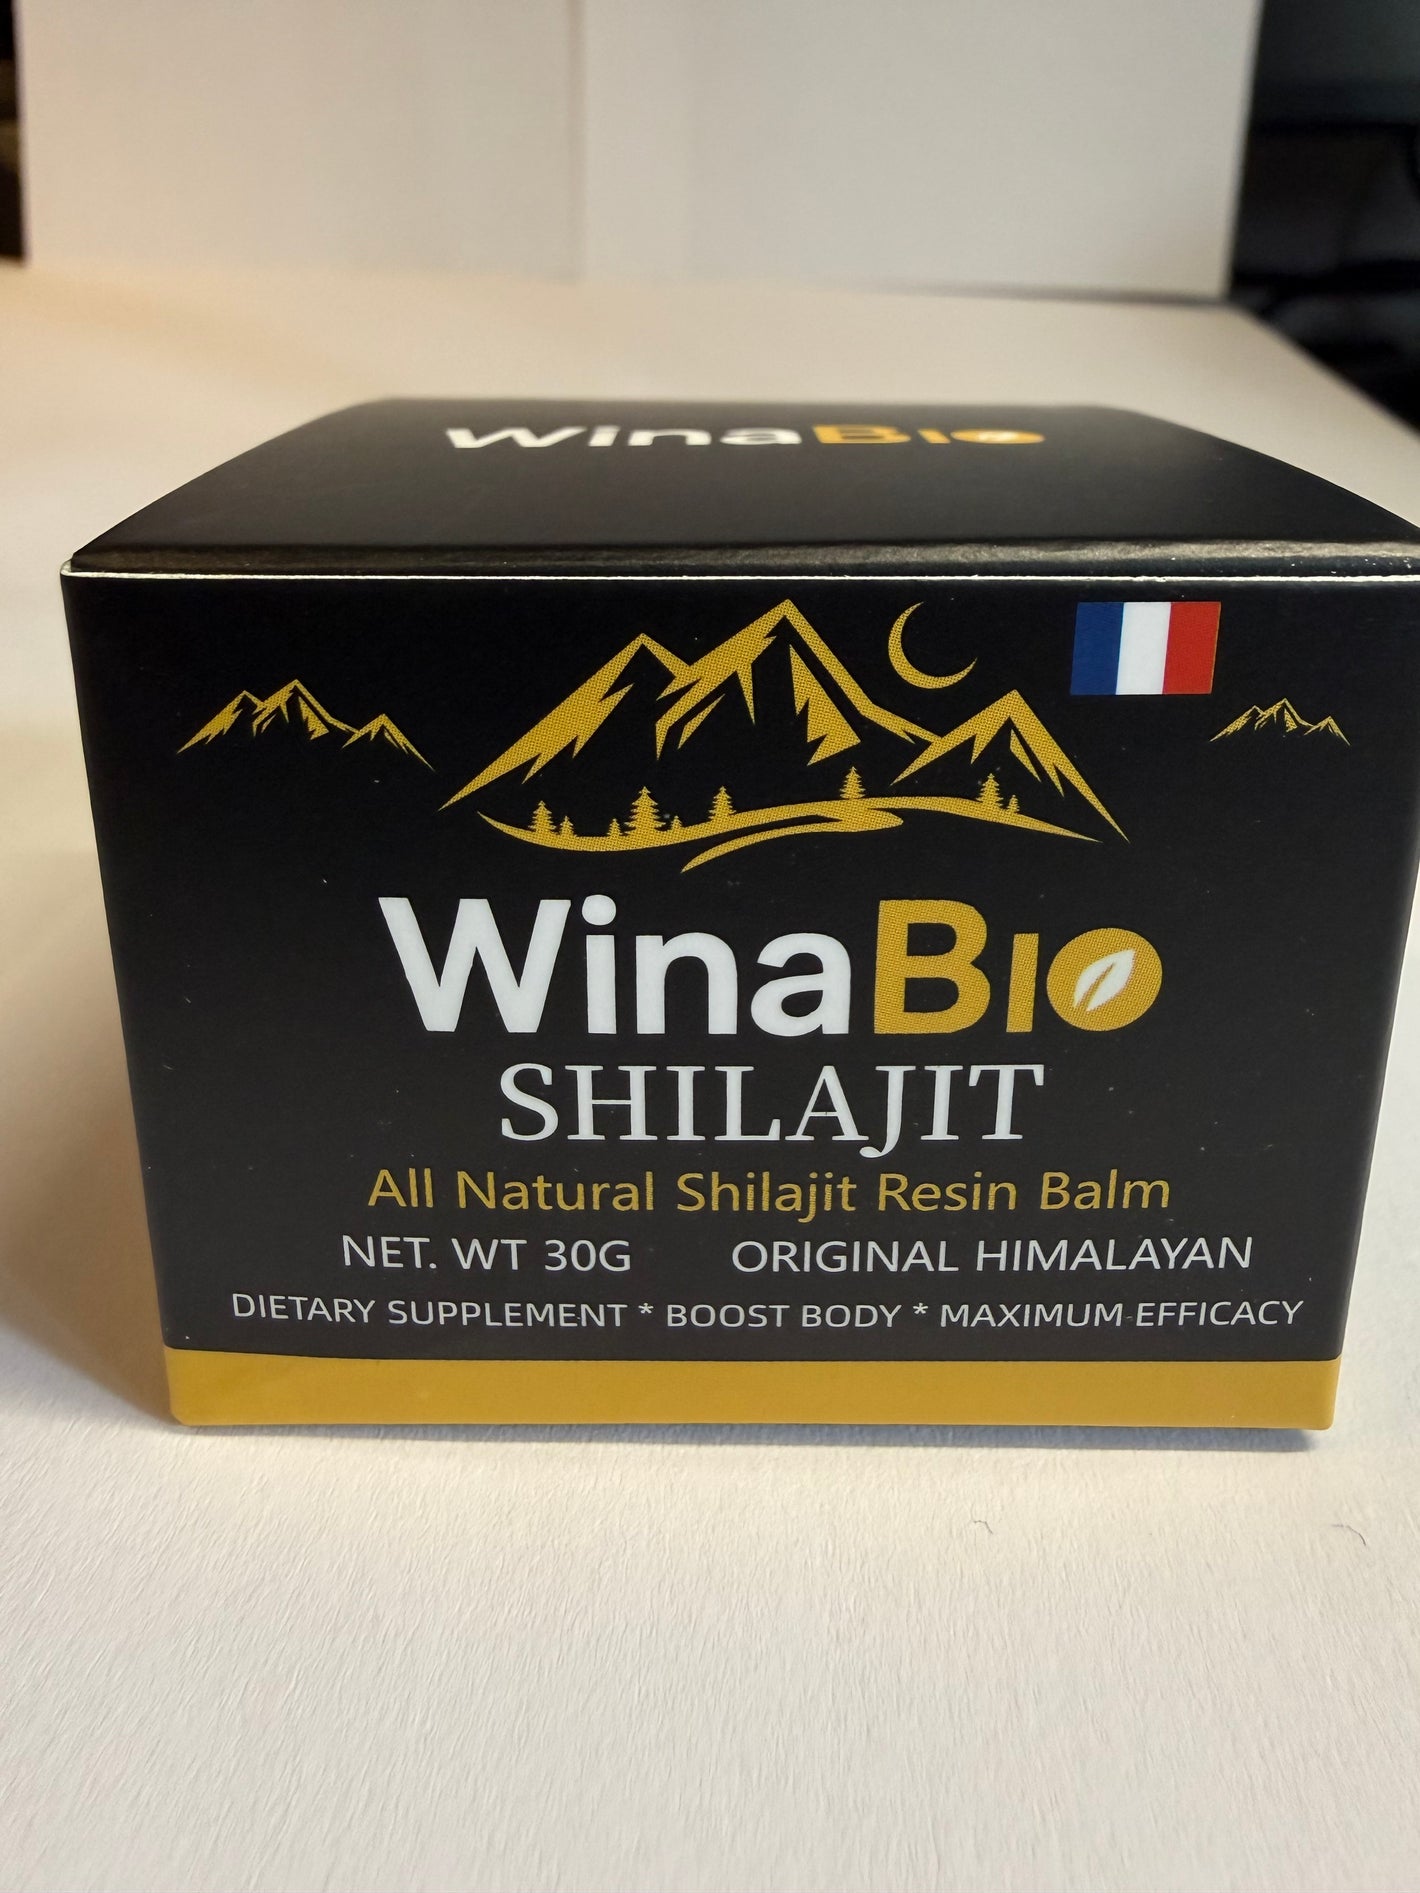 WinaBio
WinaBio
SHILAJIT
All Natural Shilajit Resin Balm
NET. WT 30G ORIGINAL HIMALAYAN
DIETARY SUPPLEMENT * BOOST BODY * MAXIMUM EFFICACY